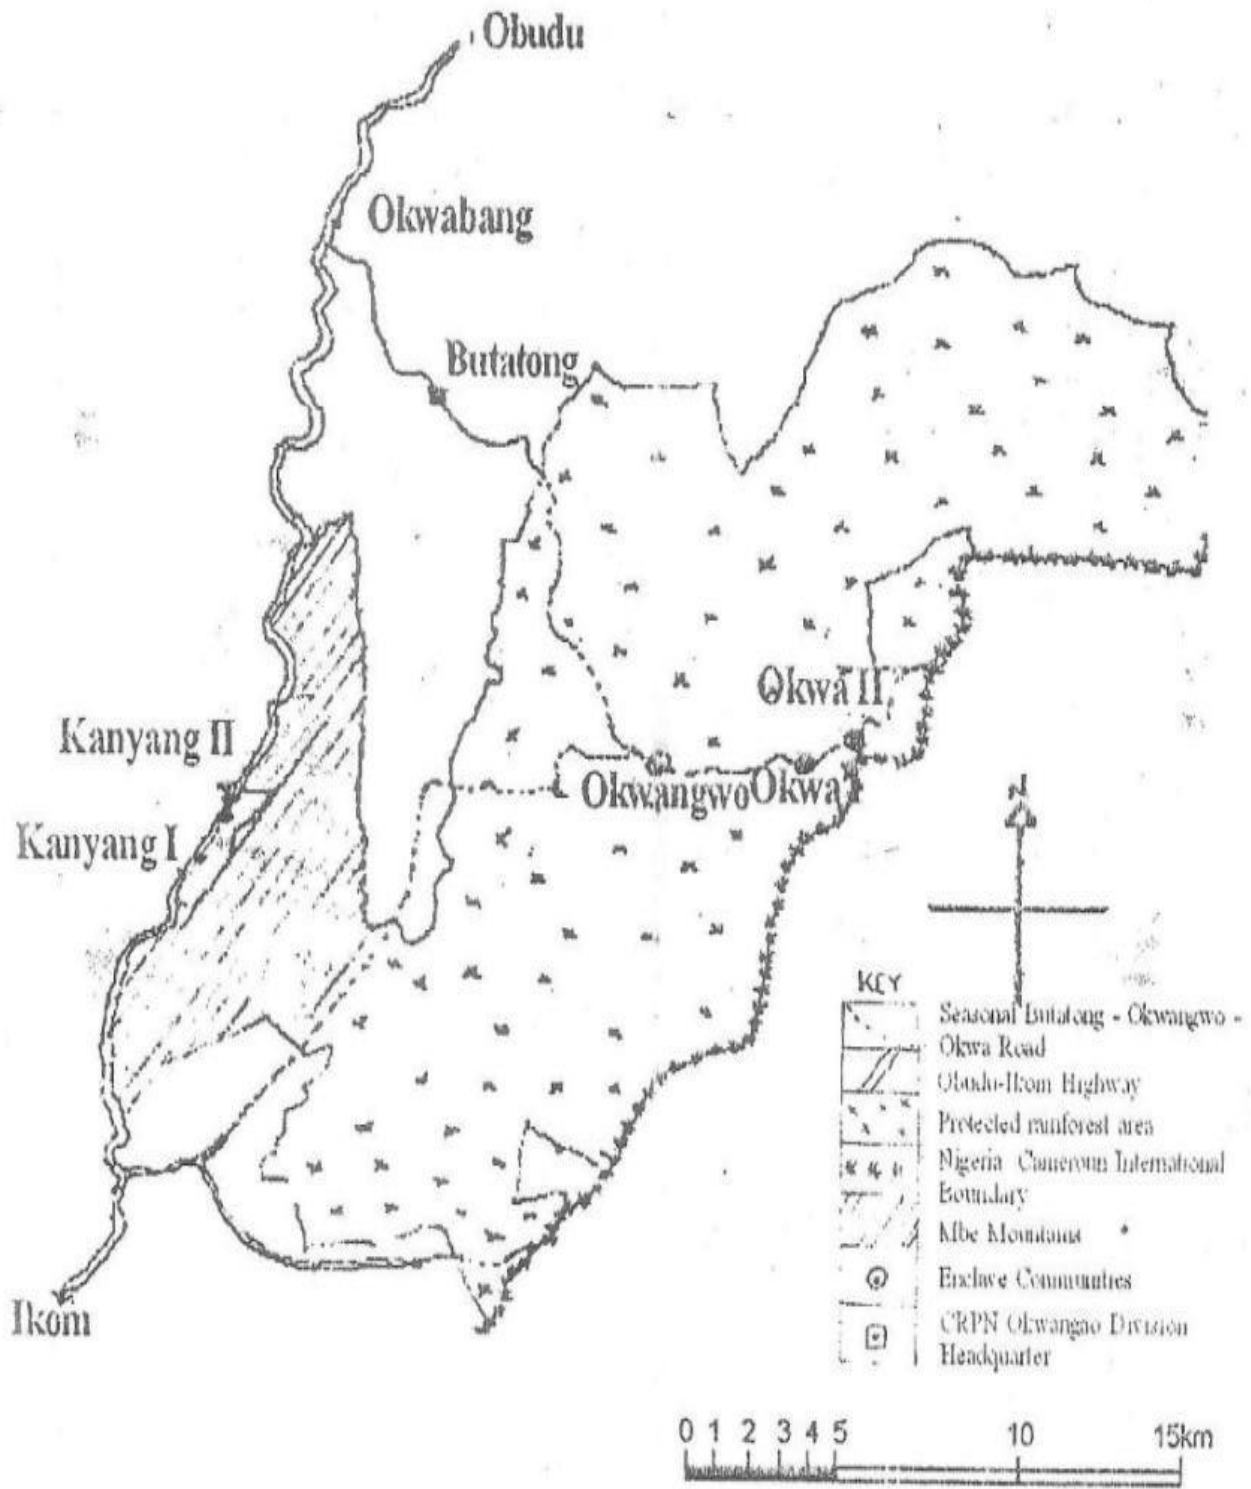 Obudu
Okwabang
Butatong
Okwa II
Kanyang II
Okwangwo
Okwa I
Kanyang I
N
KEY
Seasonal Butatong - Okwangwo -
Okwa Road
Obudu-Ikom Highway
Protected rainforest area
Nigeria Cameroun International
Boundary
Mbe Mountains
Enclave Communities
CRPN Okwangao Division
Headquarter
Ikom
0 1 2 3 4 5 10 15km